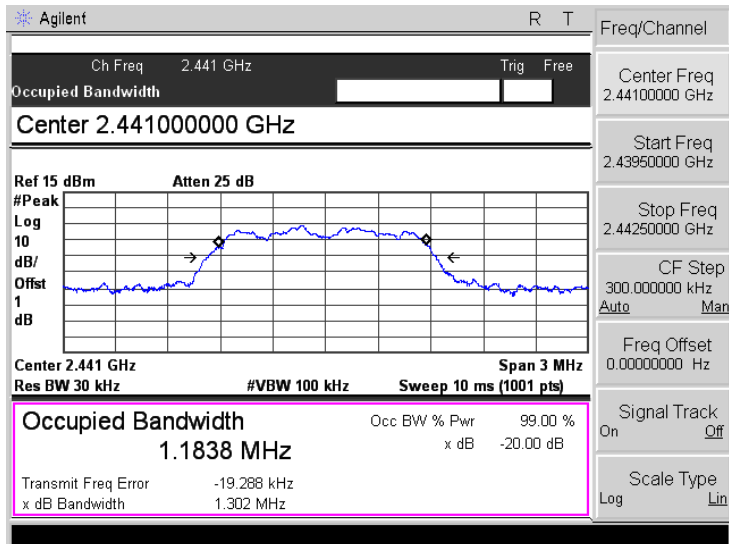 Agilent R T
Ch Freq 2.441 GHz Trig Free
Occupied Bandwidth
Center 2.441000000 GHz
Ref 15 dBm Atten 25 dB
#Peak
Log
10
dB/
Offst
1
dB
Center 2.441 GHz Span 3 MHz
Res BW 30 kHz #VBW 100 kHz Sweep 10 ms (1001 pts)
Occupied Bandwidth
1.1838 MHz
Occ BW % Pwr 99.00 %
x dB -20.00 dB
Transmit Freq Error -19.288 kHz
x dB Bandwidth 1.302 MHz
Freq/Channel
Center Freq
2.44100000 GHz
Start Freq
2.43950000 GHz
Stop Freq
2.44250000 GHz
CF Step
300.000000 kHz
Auto Man
Freq Offset
0.00000000 Hz
Signal Track
On Off
Scale Type
Log Lin